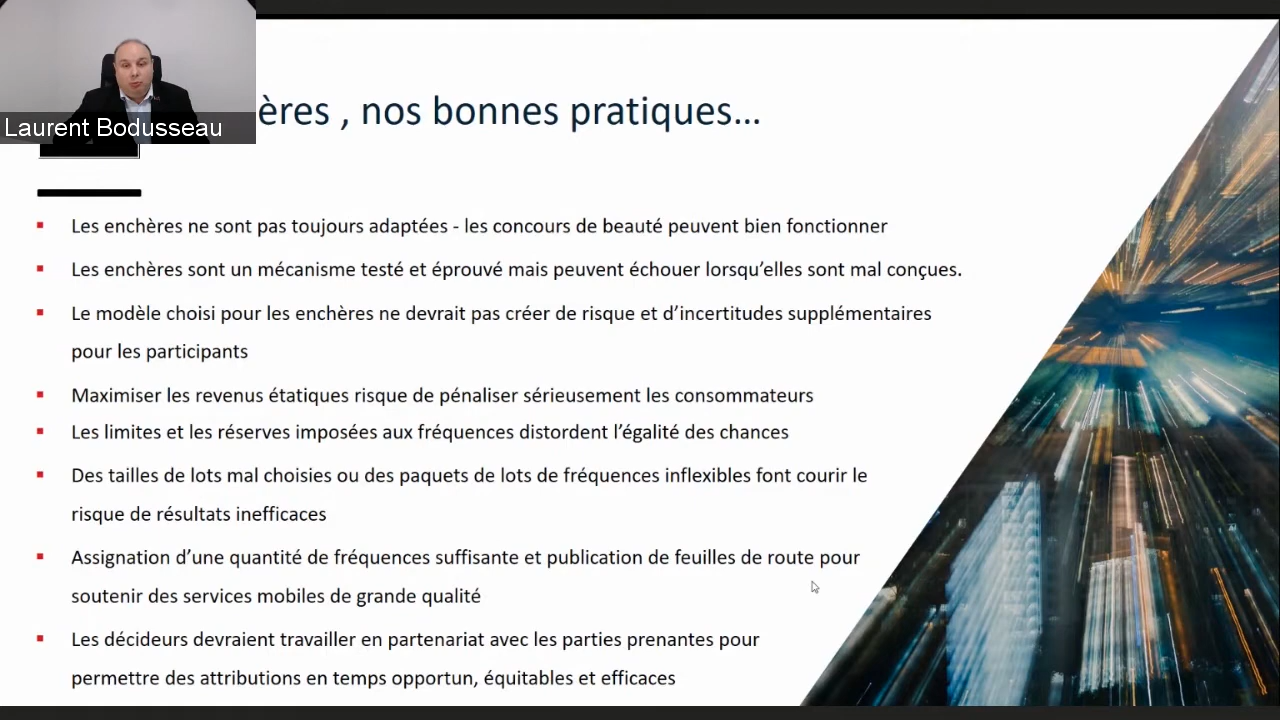 Laurent Bodusseau
ères , nos bonnes pratiques...
Les enchères ne sont pas toujours adaptées - les concours de beauté peuvent bien fonctionner
Les enchères sont un mécanisme testé et éprouvé mais peuvent échouer lorsqu’elles sont mal conçues.
Le modèle choisi pour les enchères ne devrait pas créer de risque et d’incertitudes supplémentaires
pour les participants
Maximiser les revenus étatiques risque de pénaliser sérieusement les consommateurs
Les limites et les réserves imposées aux fréquences distordent l’égalité des chances
Des tailles de lots mal choisies ou des paquets de lots de fréquences inflexibles font courir le
risque de résultats inefficaces
Assignation d’une quantité de fréquences suffisante et publication de feuilles de route pour
soutenir des services mobiles de grande qualité
Les décideurs devraient travailler en partenariat avec les parties prenantes pour
permettre des attributions en temps opportun, équitables et efficaces